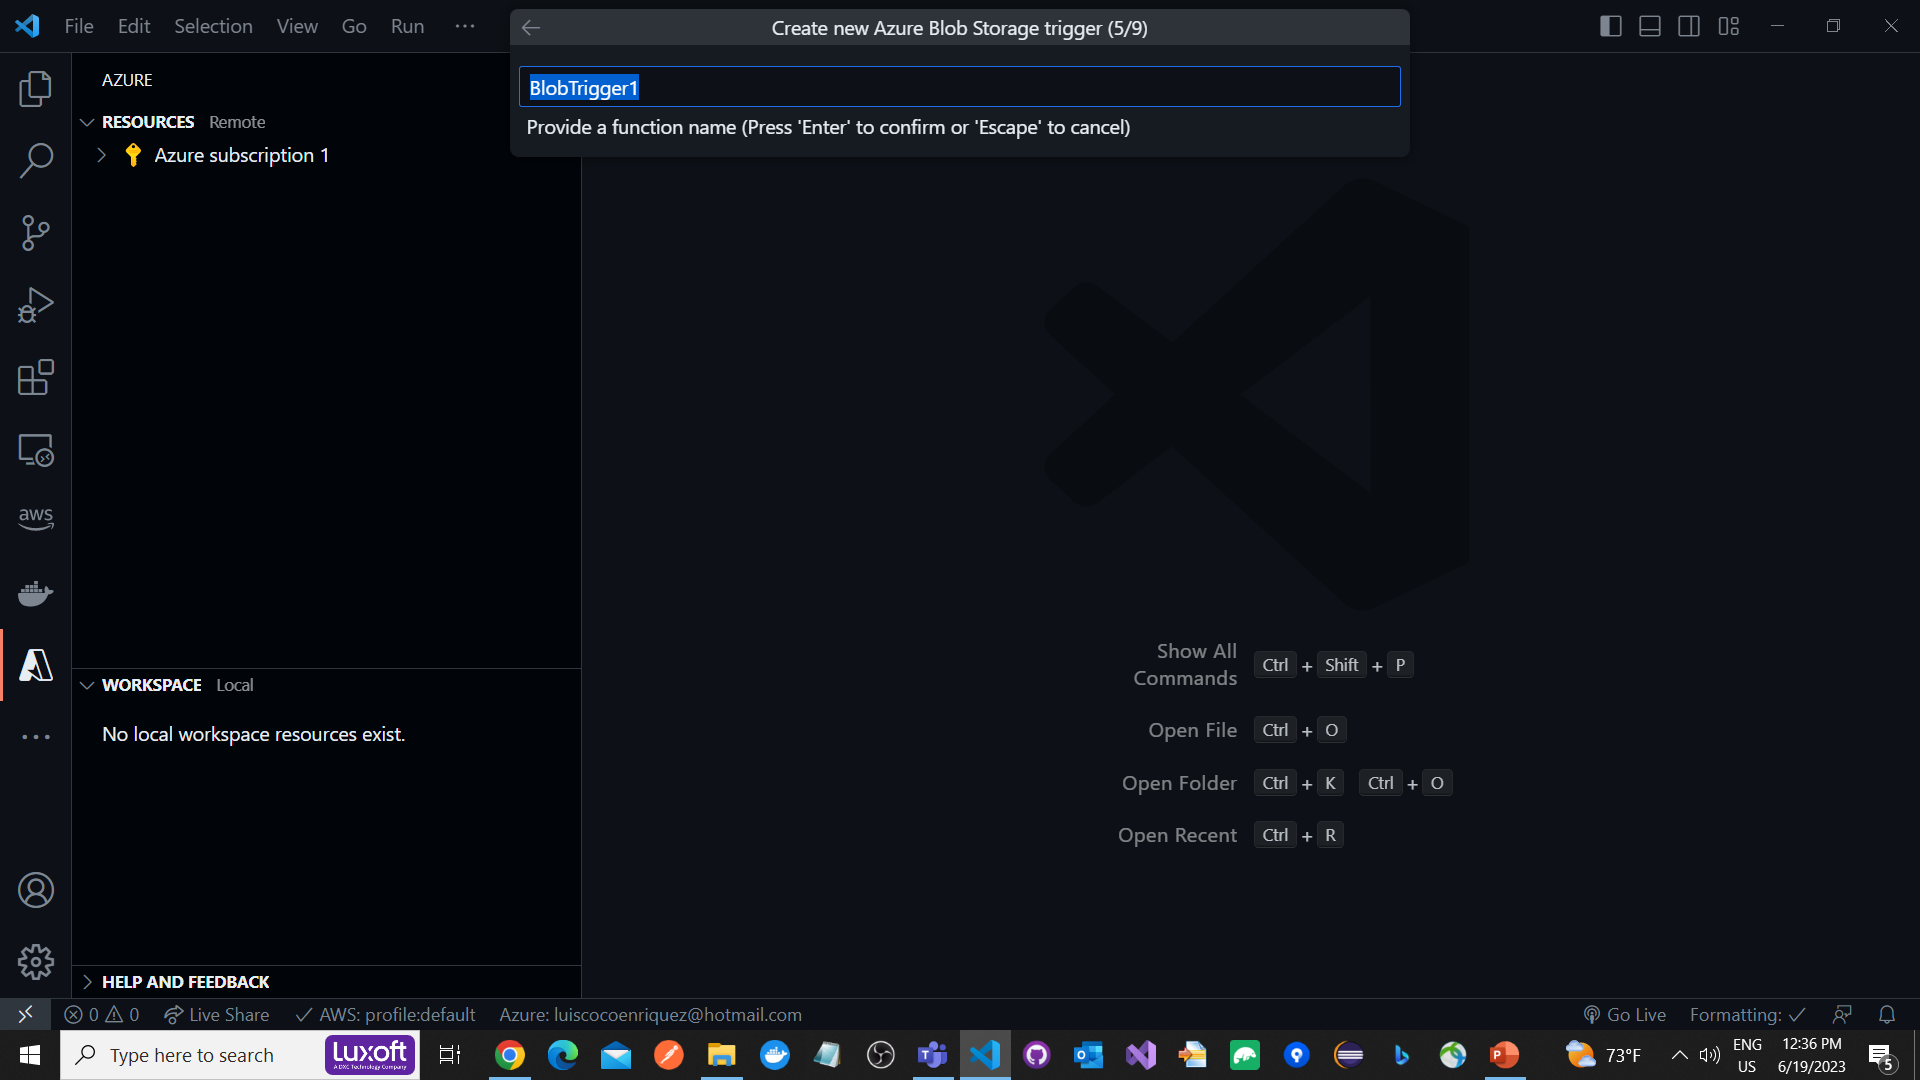 File Edit Selection View Go Run ...
Create new Azure Blob Storage trigger (5/9)
BlobTrigger1
Provide a function name (Press 'Enter' to confirm or 'Escape' to cancel)
AZURE
RESOURCES Remote
Azure subscription 1
aws
Show All Commands Ctrl + Shift + P
Open File Ctrl + O
Open Folder Ctrl + K Ctrl + O
Open Recent Ctrl + R
WORKSPACE Local
No local workspace resources exist.
HELP AND FEEDBACK
0 0 Live Share AWS: profile:default Azure: luiscocoenriquez@hotmail.com Go Live Formatting:
Type here to search
luxoft
A DXC Technology Company
73°F
ENG
US
12:36 PM
6/19/2023
5